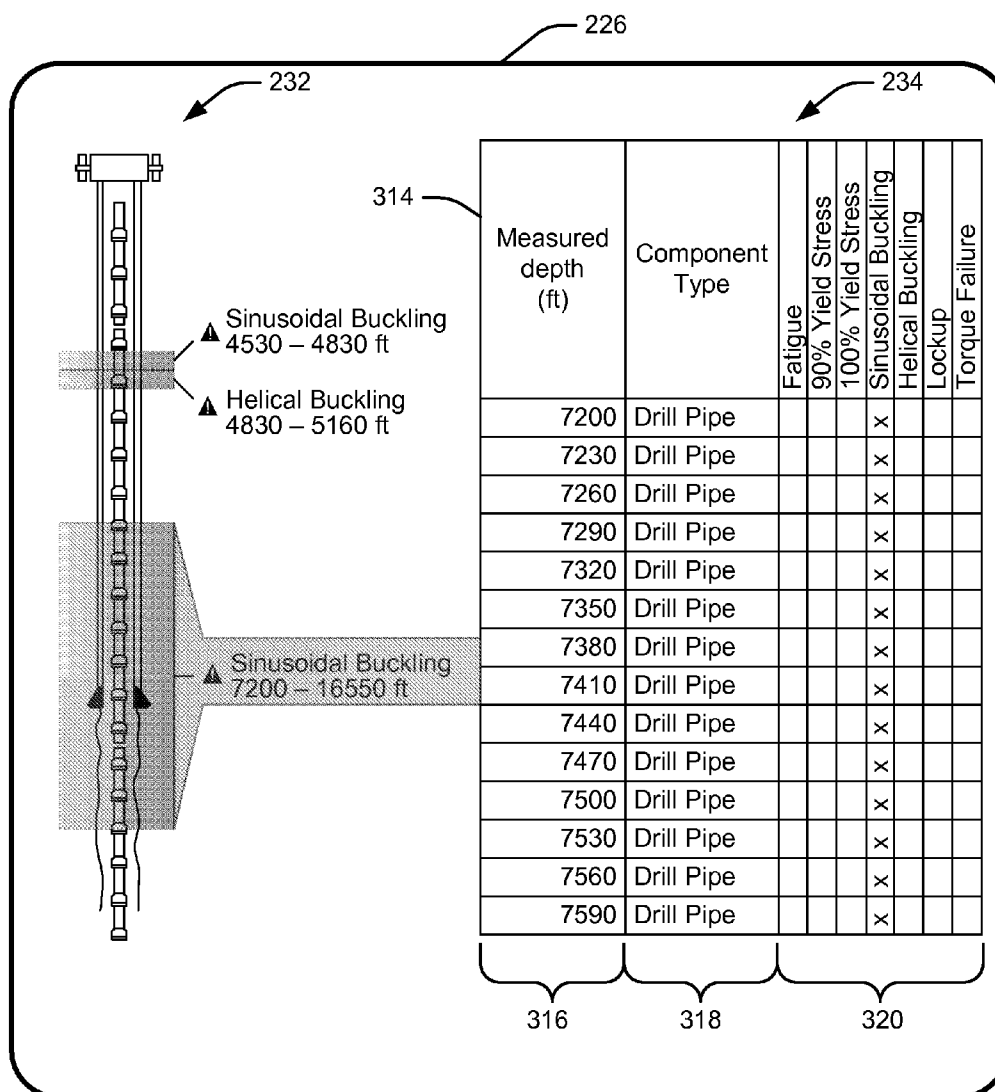 226
232
234
314
Measured
depth
(ft)
Component
Type
Fatigue
90% Yield Stress
100% Yield Stress
Sinusoidal Buckling
Helical Buckling
Lockup
Torque Failure
Sinusoidal Buckling
4530 – 4830 ft
Helical Buckling
4830 – 5160 ft
Sinusoidal Buckling
7200 – 16550 ft
7200 Drill Pipe x
7230 Drill Pipe x
7260 Drill Pipe x
7290 Drill Pipe x
7320 Drill Pipe x
7350 Drill Pipe x
7380 Drill Pipe x
7410 Drill Pipe x
7440 Drill Pipe x
7470 Drill Pipe x
7500 Drill Pipe x
7530 Drill Pipe x
7560 Drill Pipe x
7590 Drill Pipe x
316
318
320